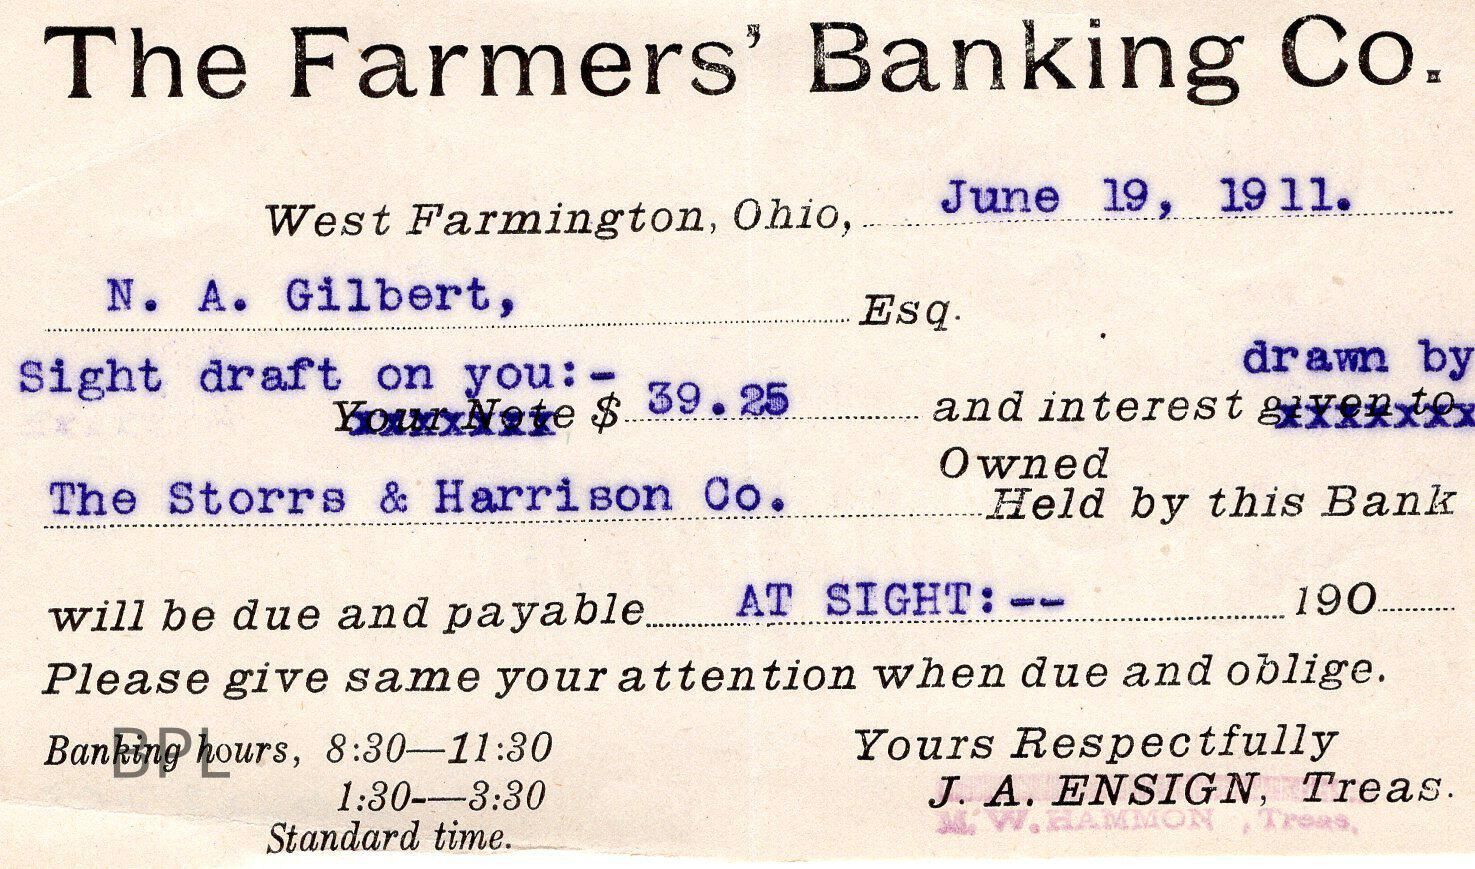 The Farmers' Banking Co.
West Farmington, Ohio, June 19, 1911.
N. A. Gilbert, Esq.
Sight draft on you:- drawn by
Your Note $ 39.25 and interest given to
Owned
The Storrs & Harrison Co. Held by this Bank
will be due and payable AT SIGHT:-- 190
Please give same your attention when due and oblige.
Banking hours, 8:30—11:30 Yours Respectfully
1:30-—3:30 J. A. ENSIGN, Treas.
M. W. HAMMON, Treas.
Standard time.
BPL